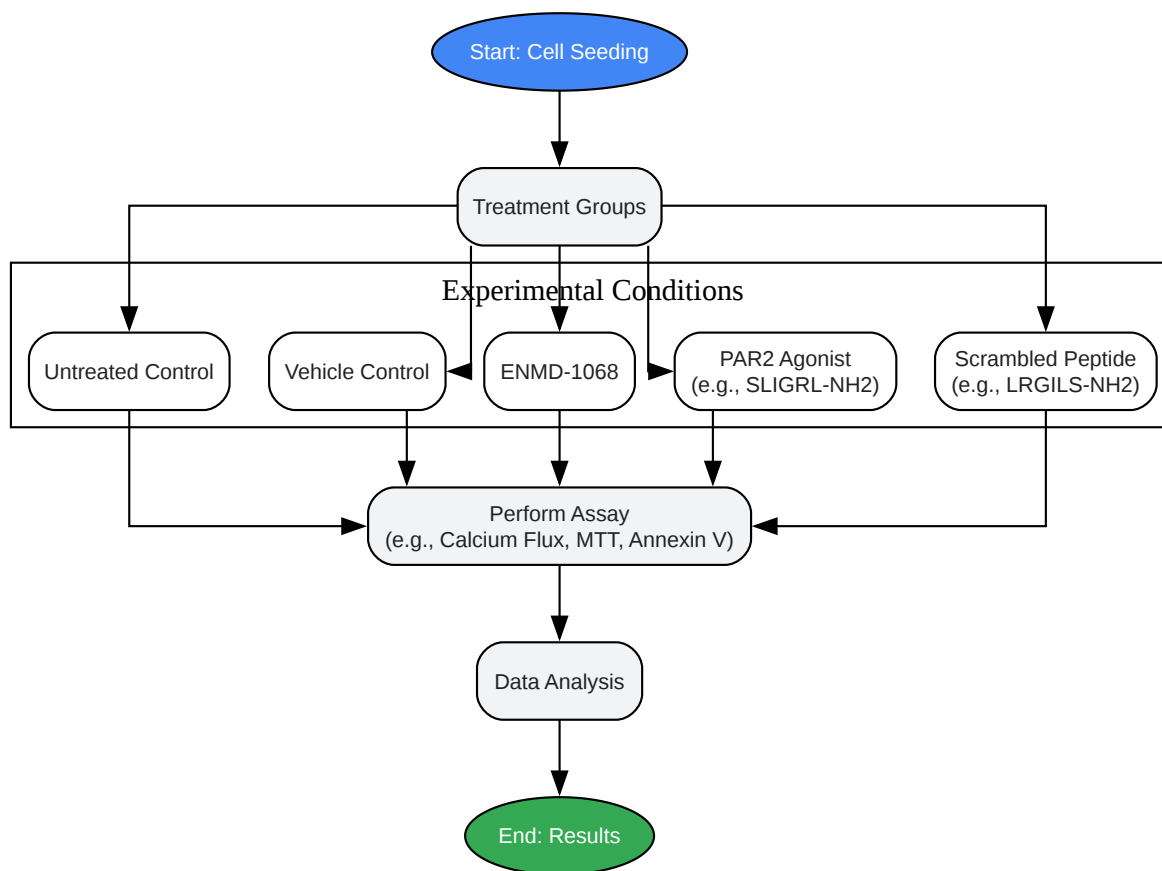 Start: Cell Seeding
Treatment Groups
Experimental Conditions
Untreated Control
Vehicle Control
ENMD-1068
PAR2 Agonist
(e.g., SLIGRL-NH2)
Scrambled Peptide
(e.g., LRGILS-NH2)
Perform Assay
(e.g., Calcium Flux, MTT, Annexin V)
Data Analysis
End: Results